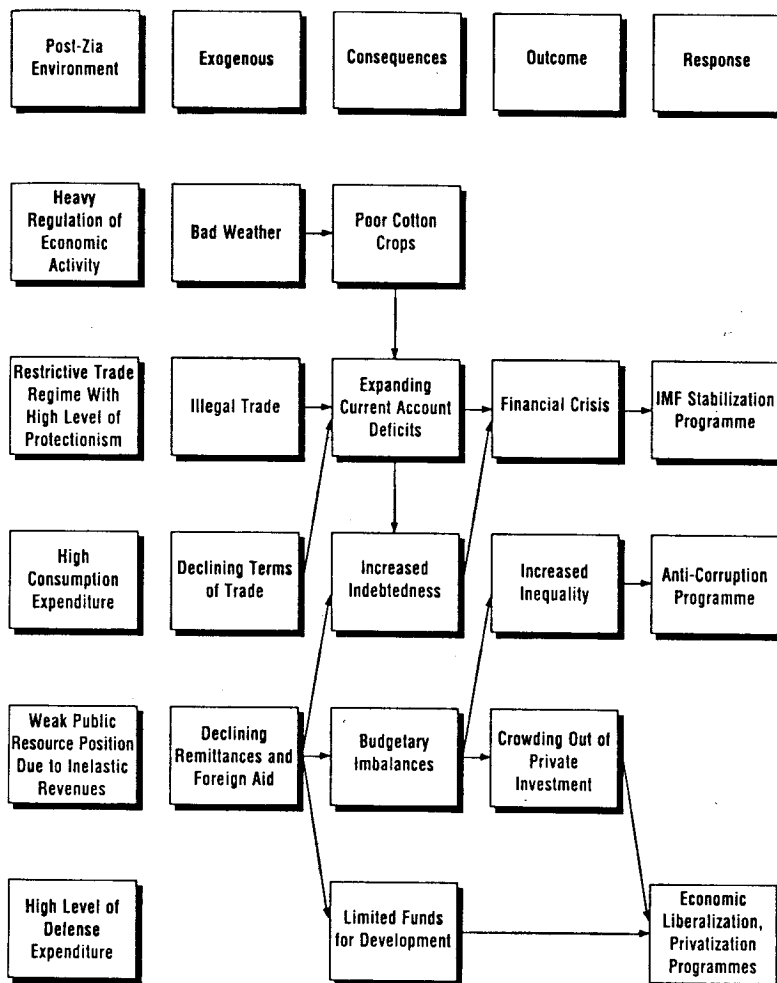 Post-Zia
Environment
Exogenous
Consequences
Outcome
Response
Heavy
Regulation of
Economic
Activity
Bad Weather
Poor Cotton
Crops
Restrictive Trade
Regime With
High Level of
Protectionism
Illegal Trade
Expanding
Current Account
Deficits
Financial Crisis
IMF Stabilization
Programme
High
Consumption
Expenditure
Declining Terms
of Trade
Increased
Indebtedness
Increased
Inequality
Anti-Corruption
Programme
Weak Public
Resource Position
Due to Inelastic
Revenues
Declining
Remittances and
Foreign Aid
Budgetary
Imbalances
Crowding Out of
Private
Investment
High Level of
Defense
Expenditure
Limited Funds
for Development
Economic
Liberalization,
Privatization
Programmes